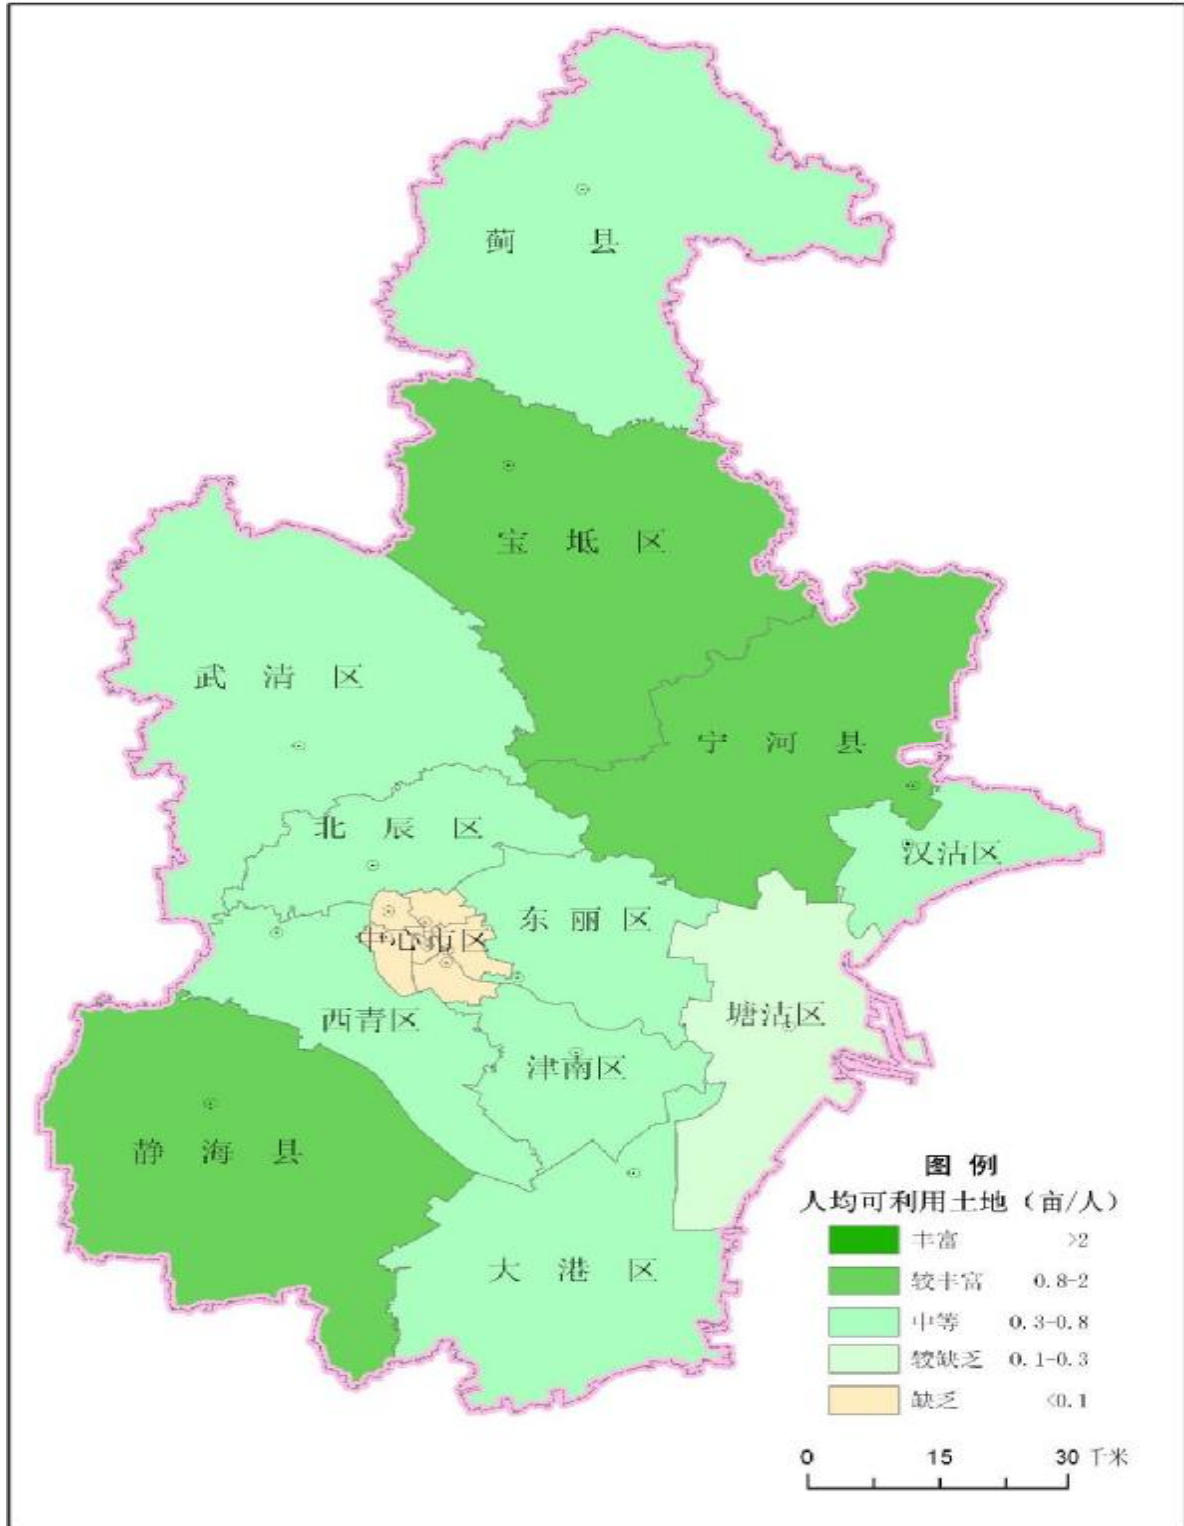 蓟 县
宝 坻 区
武 清 区
宁 河 县
北 辰 区
汉沽区
东 丽 区
中心市区
塘沽区
西青区
津南区
静 海 县
大 港 区
图 例
人均可利用土地（亩/人）
丰富 >2
较丰富 0.8-2
中等 0.3-0.8
较缺乏 0.1-0.3
缺乏 <0.1
0 15 30 千米